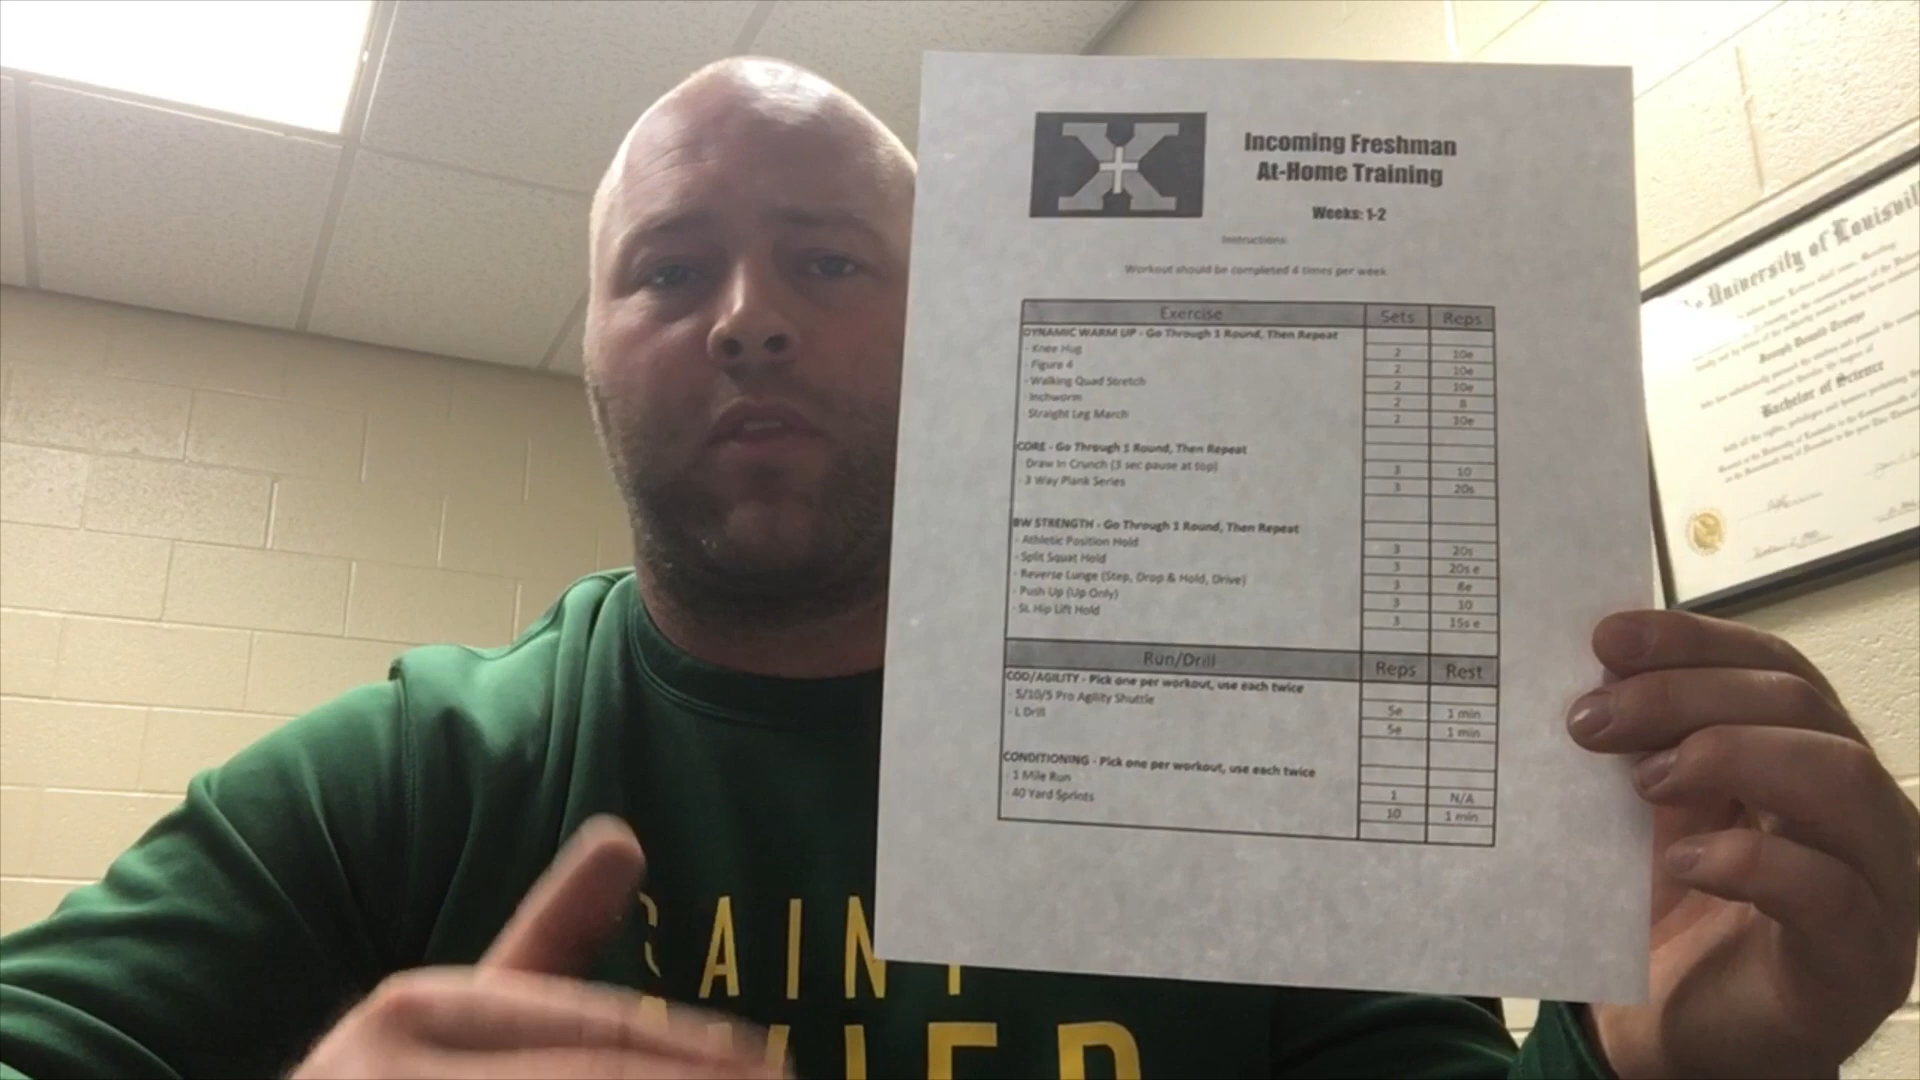 Incoming Freshman
At-Home Training
Weeks: 1-2
Instructions:
Workout should be completed 4 times per week
Exercise Sets Reps
DYNAMIC WARM UP - Go Through 1 Round, Then Repeat
- Knee Hug 2 10e
- Figure 4 2 10e
- Walking Quad Stretch 2 10e
- Inchworm 2 8
- Straight Leg March 2 10e
CORE - Go Through 1 Round, Then Repeat
- Draw In Crunch (3 sec pause at top) 3 10
- 3 Way Plank Series 3 20s
BW STRENGTH - Go Through 1 Round, Then Repeat
- Athletic Position Hold 3 20s
- Split Squat Hold 3 20s e
- Reverse Lunge (Step, Drop & Hold, Drive) 3 6e
- Push Up (Up Only) 3 10
- SL Hip Lift Hold 3 15s e
Run/Drill Reps Rest
COD/AGILITY - Pick one per workout, use each twice
- 5/10/5 Pro Agility Shuttle 5e 1 min
- L Drill 5e 1 min
CONDITIONING - Pick one per workout, use each twice
- 1 Mile Run 1 N/A
- 40 Yard Sprints 10 1 min
University of Louisville
Joseph Donald
Bachelor of Science
SAINT
XAVIER